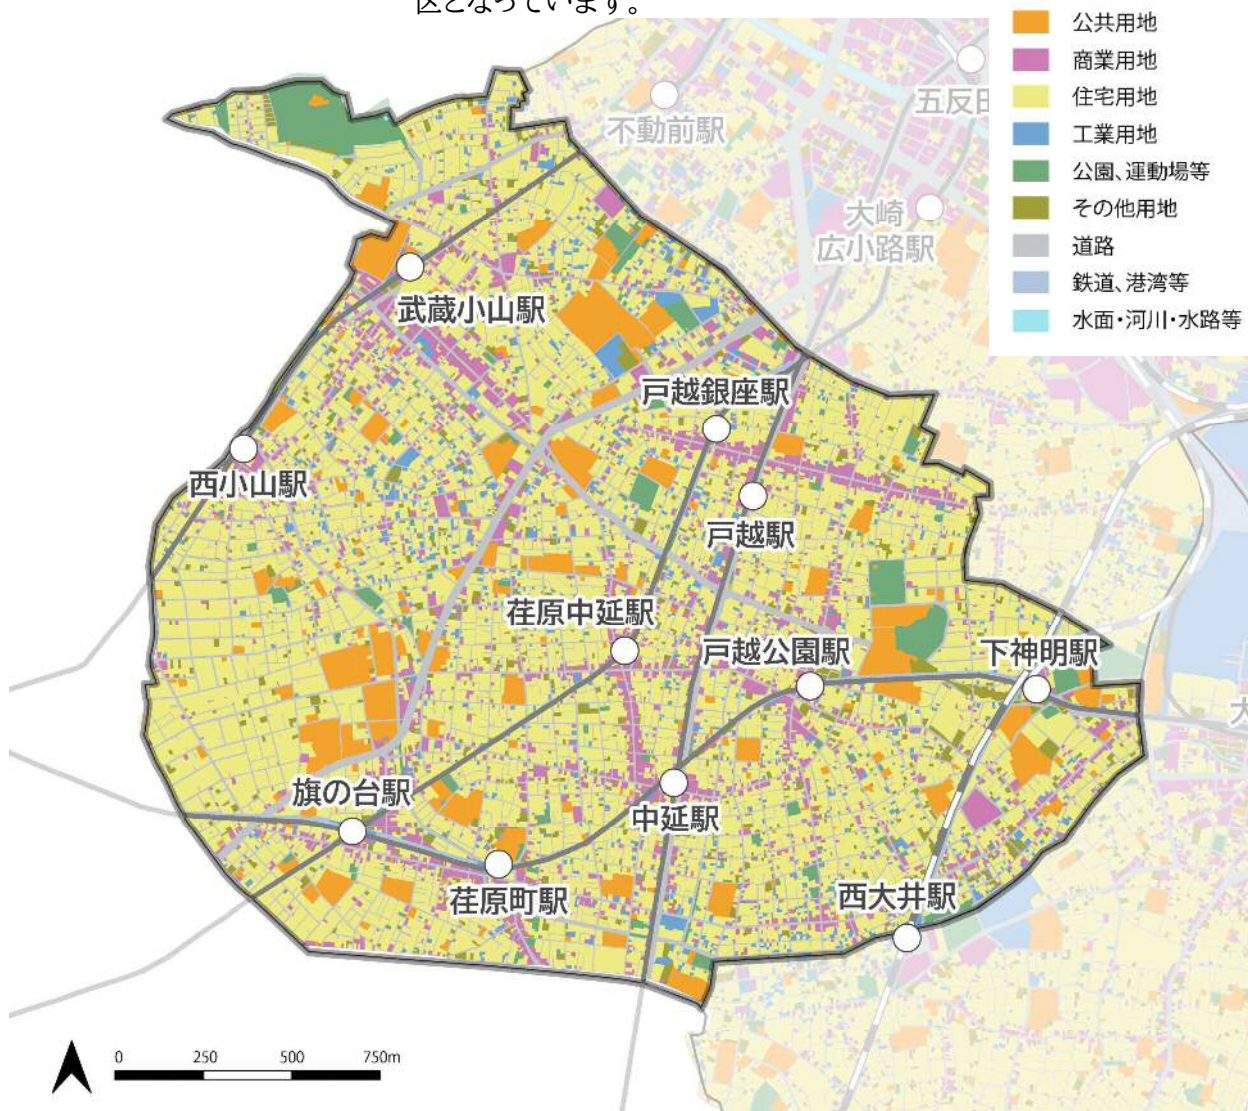 区となっています。
公共用地
商業用地
住宅用地
工業用地
公園、運動場等
その他用地
道路
鉄道、港湾等
水面・河川・水路等
五反田
不動前駅
大崎
広小路駅
武蔵小山駅
戸越銀座駅
西小山駅
戸越駅
荏原中延駅
戸越公園駅
下神明駅
大
旗の台駅
中延駅
荏原町駅
西大井駅
0 250 500 750m